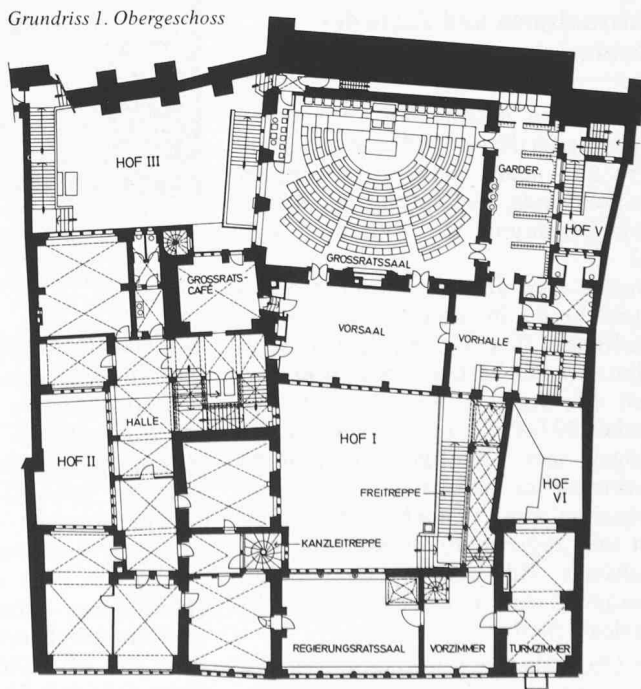 Grundriss 1. Obergeschoss
HOF III
GARDER.
HOF V
GROSSRATSSAAL
GROSSRATS-
CAFÉ
VORSAAL
VORHALLE
HALLE
HOF I
HOF II
HOF
VI
FREITREPPE
KANZLEITREPPE
REGIERUNGSRATSSAAL
VORZIMMER
TURMZIMMER